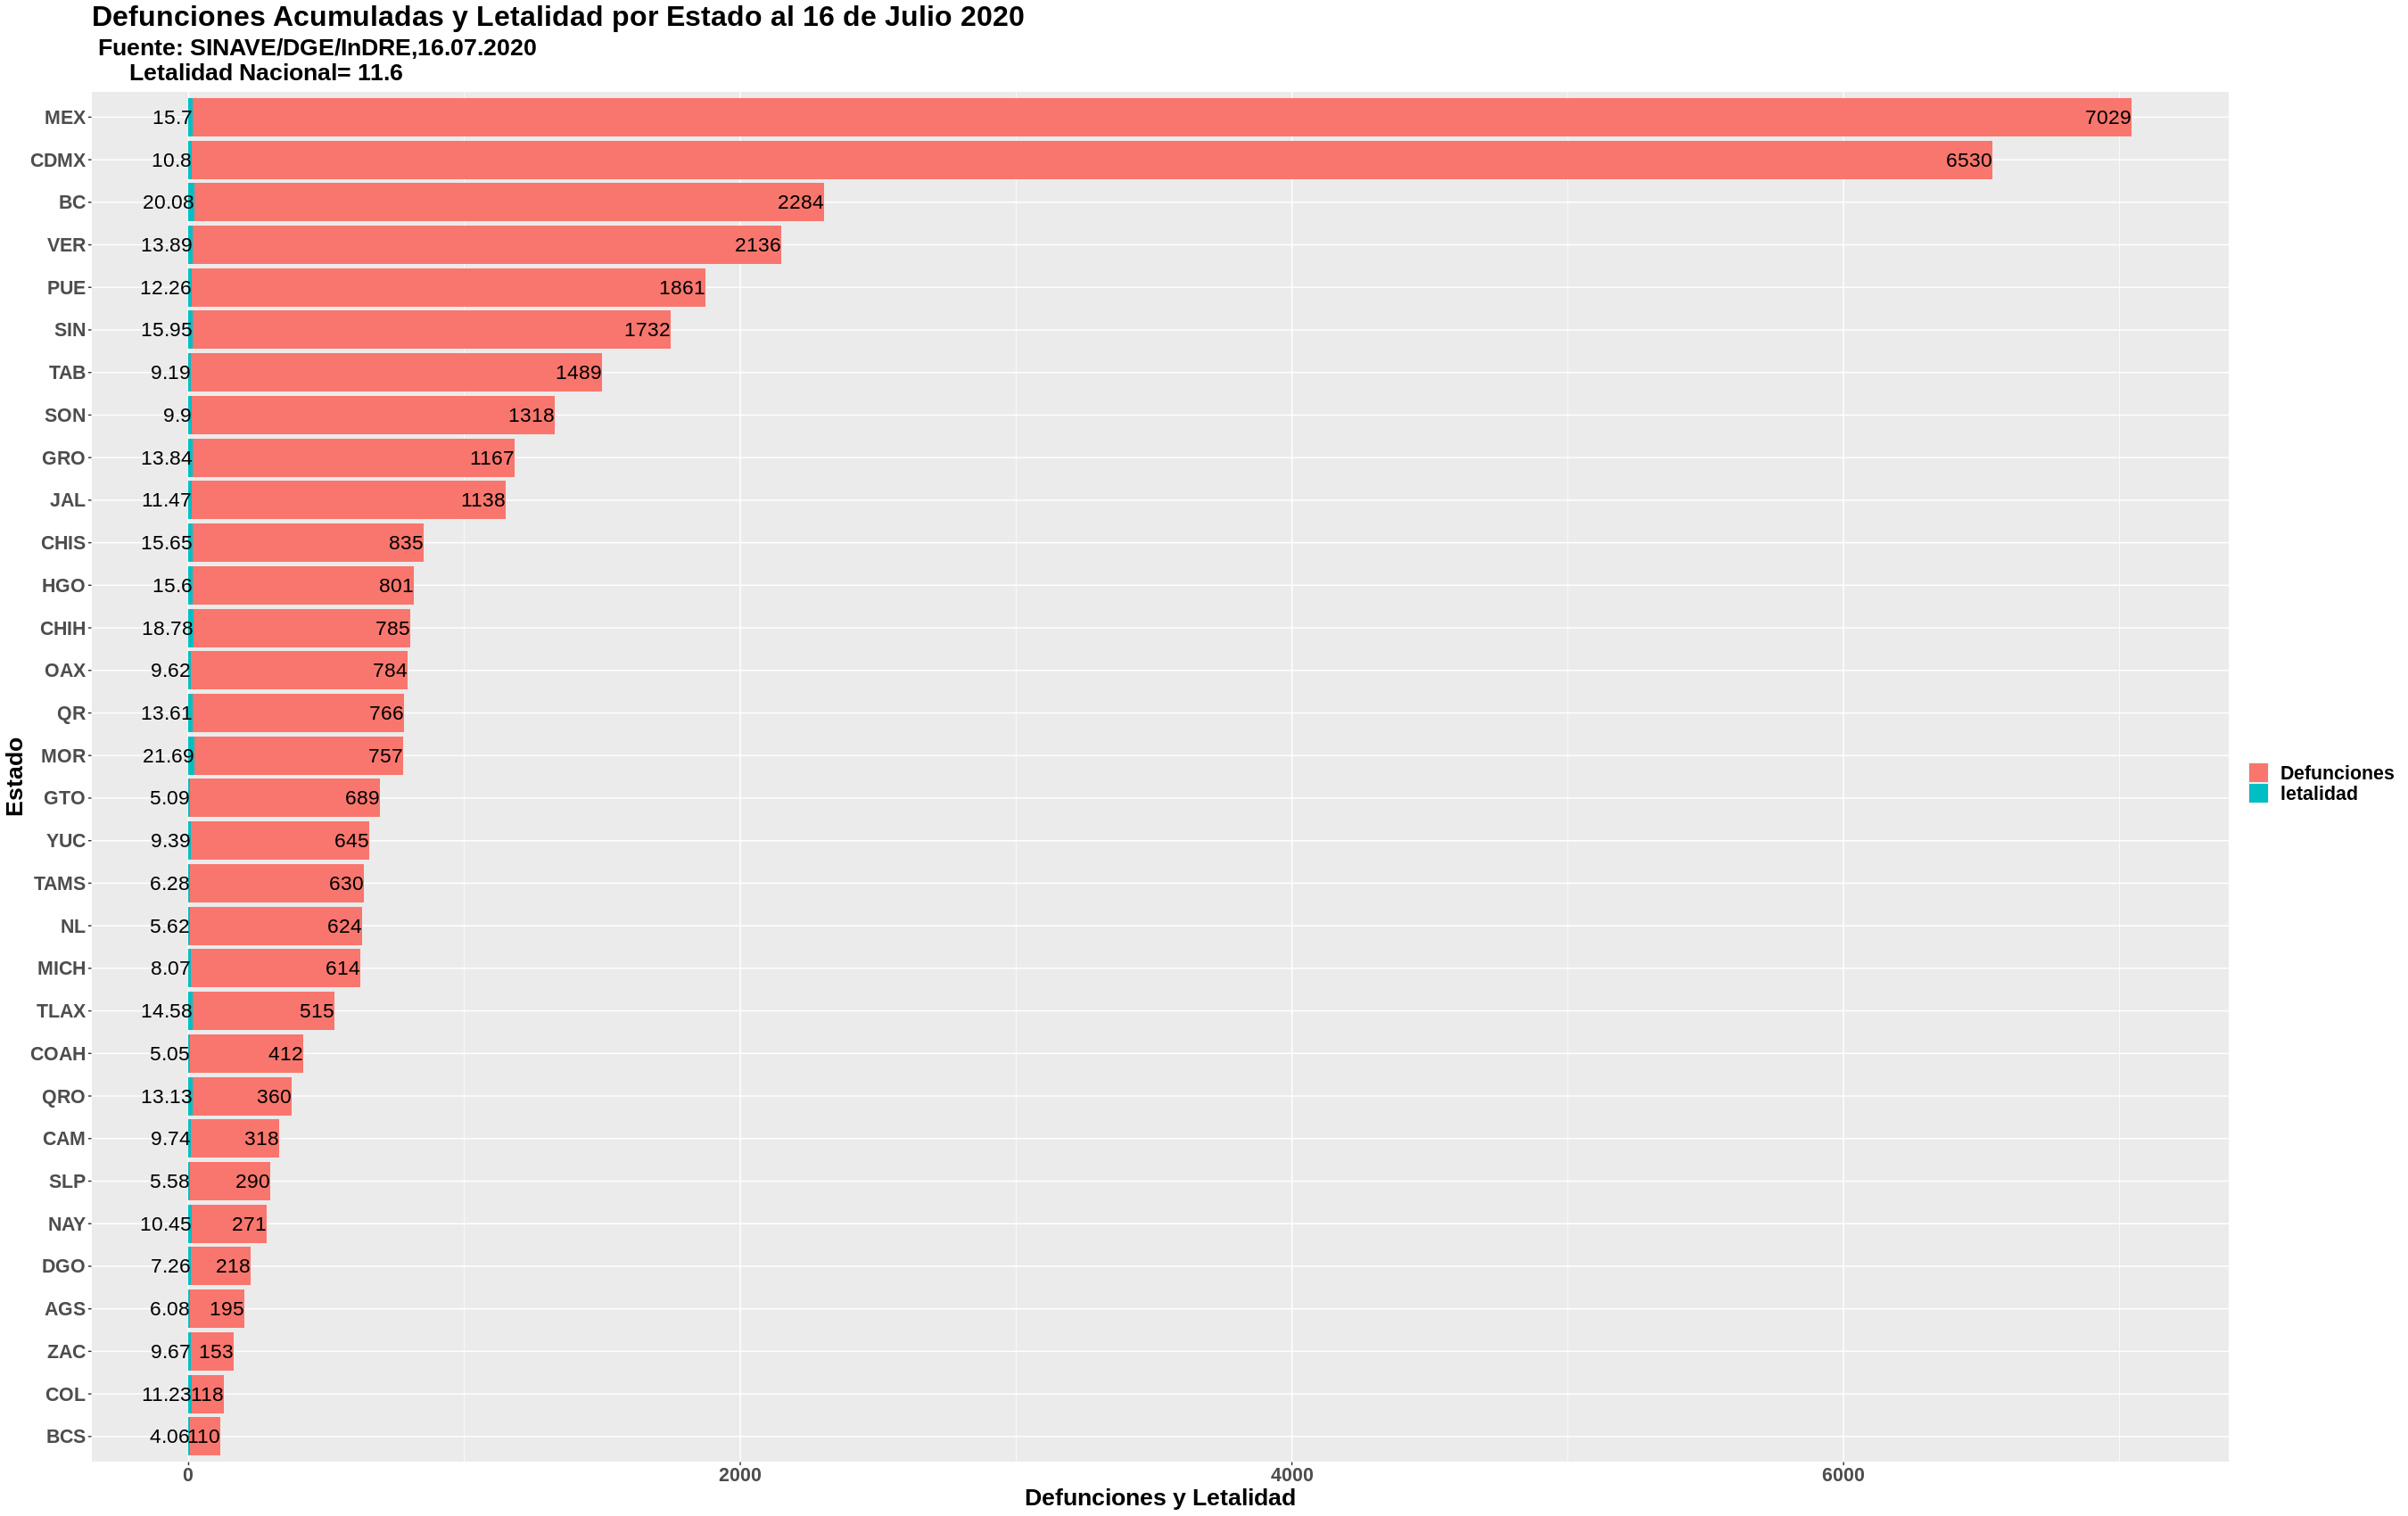 Defunciones Acumuladas y Letalidad por Estado al 16 de Julio 2020
Fuente: SINAVE/DGE/InDRE,16.07.2020
Letalidad Nacional= 11.6
MEX 15.7 7029
CDMX 10.8 6530
BC 20.08 2284
VER 13.89 2136
PUE 12.26 1861
SIN 15.95 1732
TAB 9.19 1489
SON 9.9 1318
GRO 13.84 1167
JAL 11.47 1138
CHIS 15.65 835
HGO 15.6 801
CHIH 18.78 785
OAX 9.62 784
QR 13.61 766
MOR 21.69 757
GTO 5.09 689
YUC 9.39 645
TAMS 6.28 630
NL 5.62 624
MICH 8.07 614
TLAX 14.58 515
COAH 5.05 412
QRO 13.13 360
CAM 9.74 318
SLP 5.58 290
NAY 10.45 271
DGO 7.26 218
AGS 6.08 195
ZAC 9.67 153
COL 11.23 118
BCS 4.06 110
0 2000 4000 6000
Defunciones y Letalidad
Estado
Defunciones
letalidad